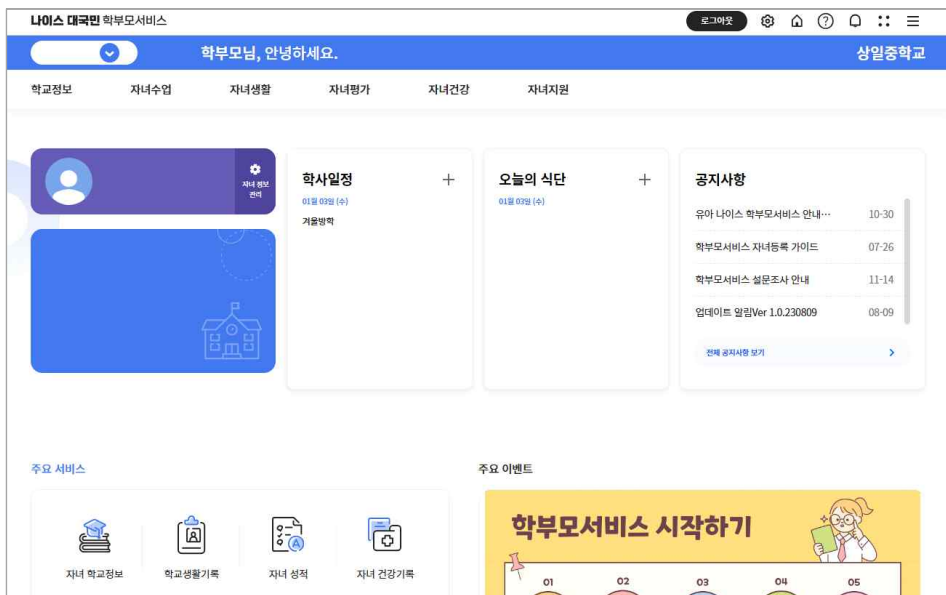 나이스 대국민 학부모서비스
로그아웃
학부모님, 안녕하세요.
상일중학교
학교정보 자녀수업 자녀생활 자녀평가 자녀건강 자녀지원
자녀 정보
관리
학사일정
01월 03일 (수)
겨울방학
오늘의 식단
01월 03일 (수)
공지사항
유아 나이스 학부모서비스 안내… 10-30
학부모서비스 자녀등록 가이드 07-26
학부모서비스 설문조사 안내 11-14
업데이트 알림Ver 1.0.230809 08-09
전체 공지사항 보기
주요 서비스
자녀 학교정보
학교생활기록
자녀 성적
자녀 건강기록
주요 이벤트
학부모서비스 시작하기
01 02 03 04 05